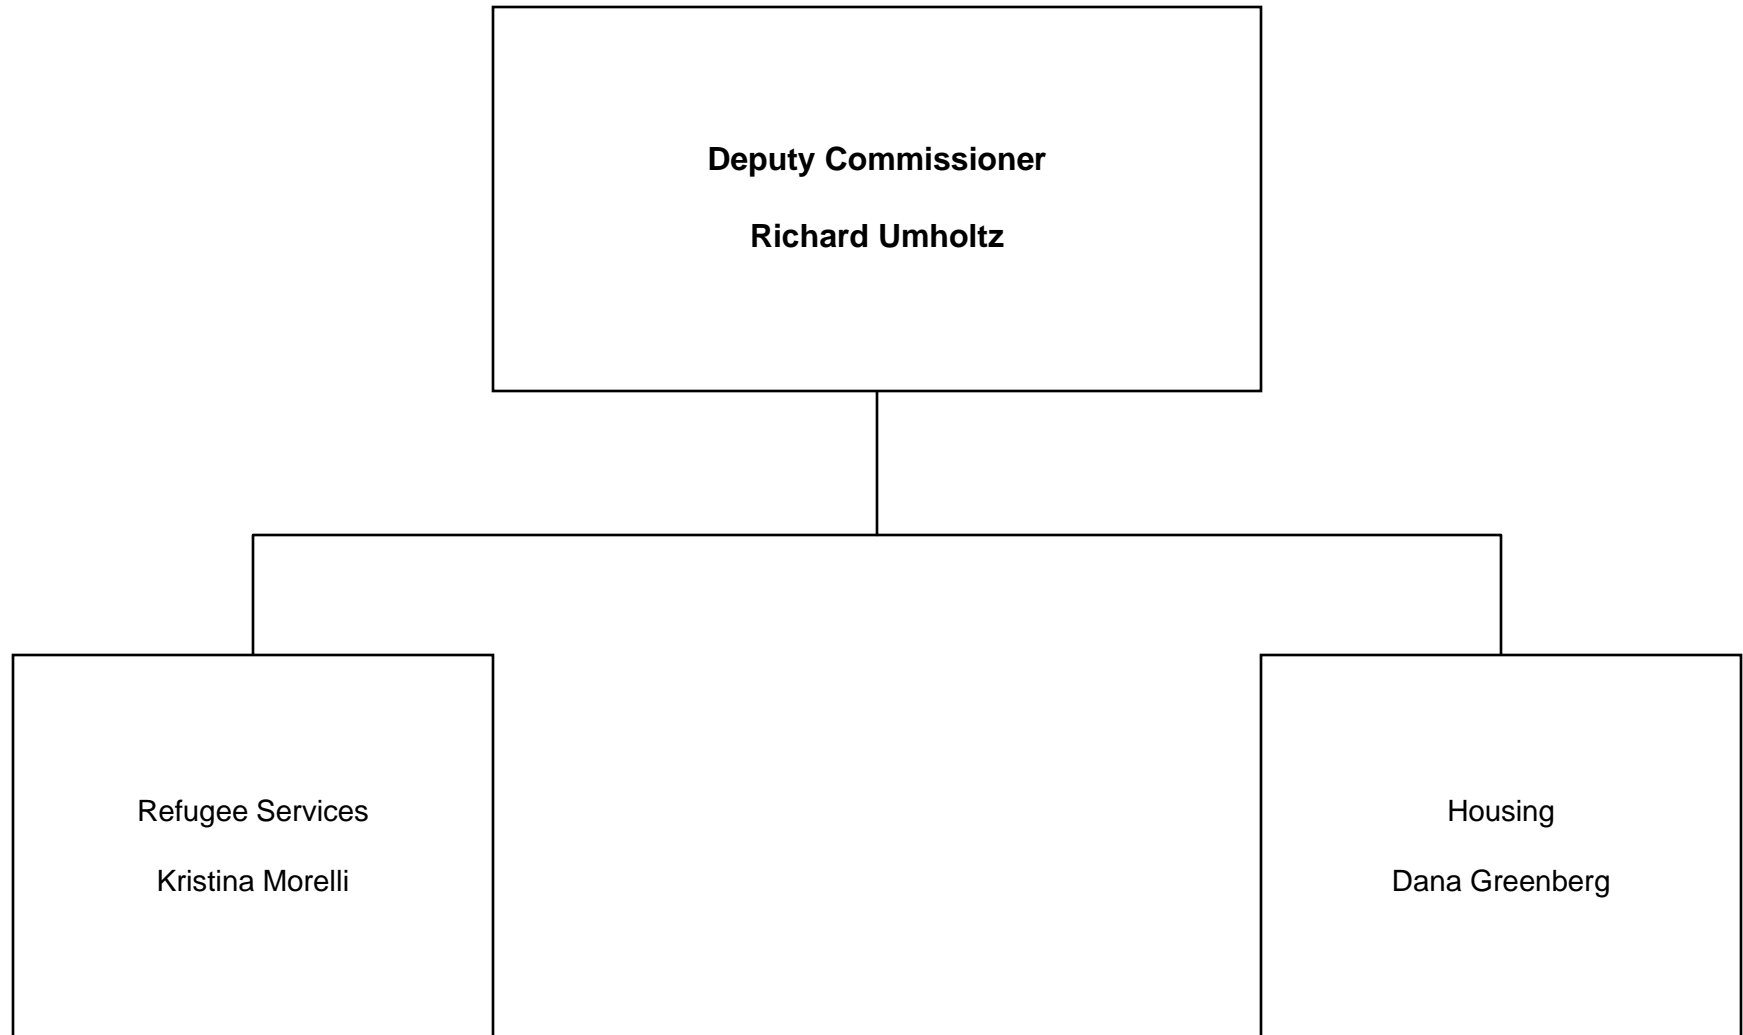 Deputy Commissioner
Richard Umholtz
Refugee Services
Kristina Morelli
Housing
Dana Greenberg